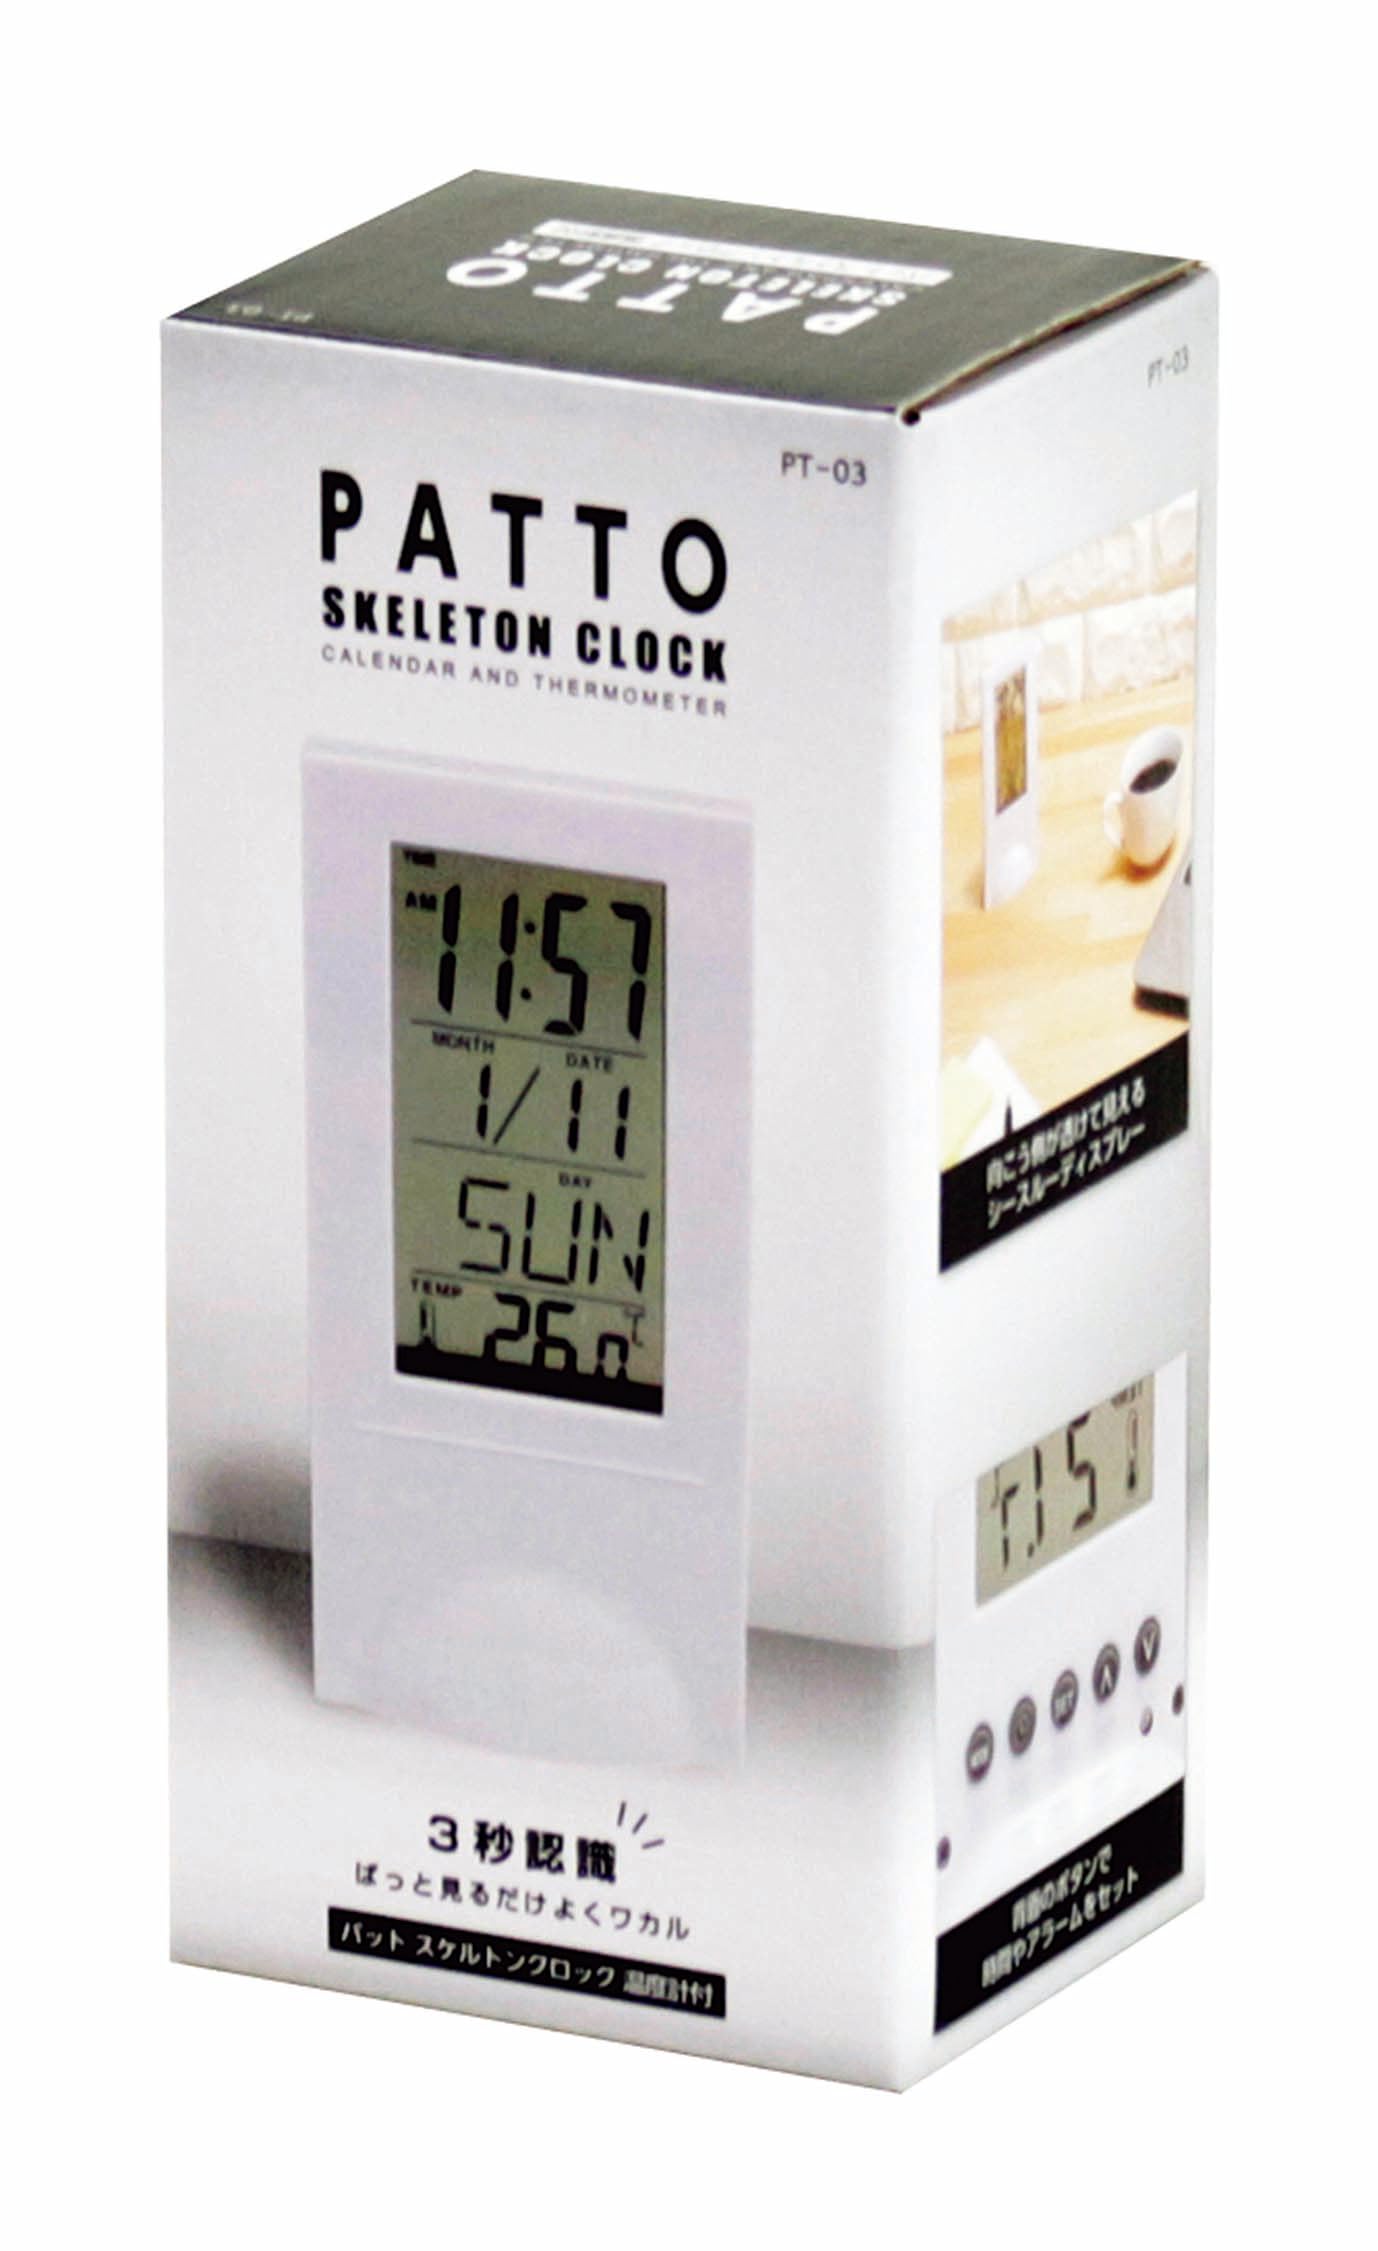 PATTO
SKELETON CLOCK
PT-03
PT-03
PATTO
SKELETON CLOCK
CALENDAR AND THERMOMETER
AM 11:57
MONTH DATE
1/11
DAY
SUN
TEMP
26.0℃
3秒認識
ぱっと見るだけよくワカル
パット スケルトンクロック 温度計付
PT-03
向こう側が透けて見える
シースルーディスプレー
SET
背面のボタンで
時間やアラームをセット